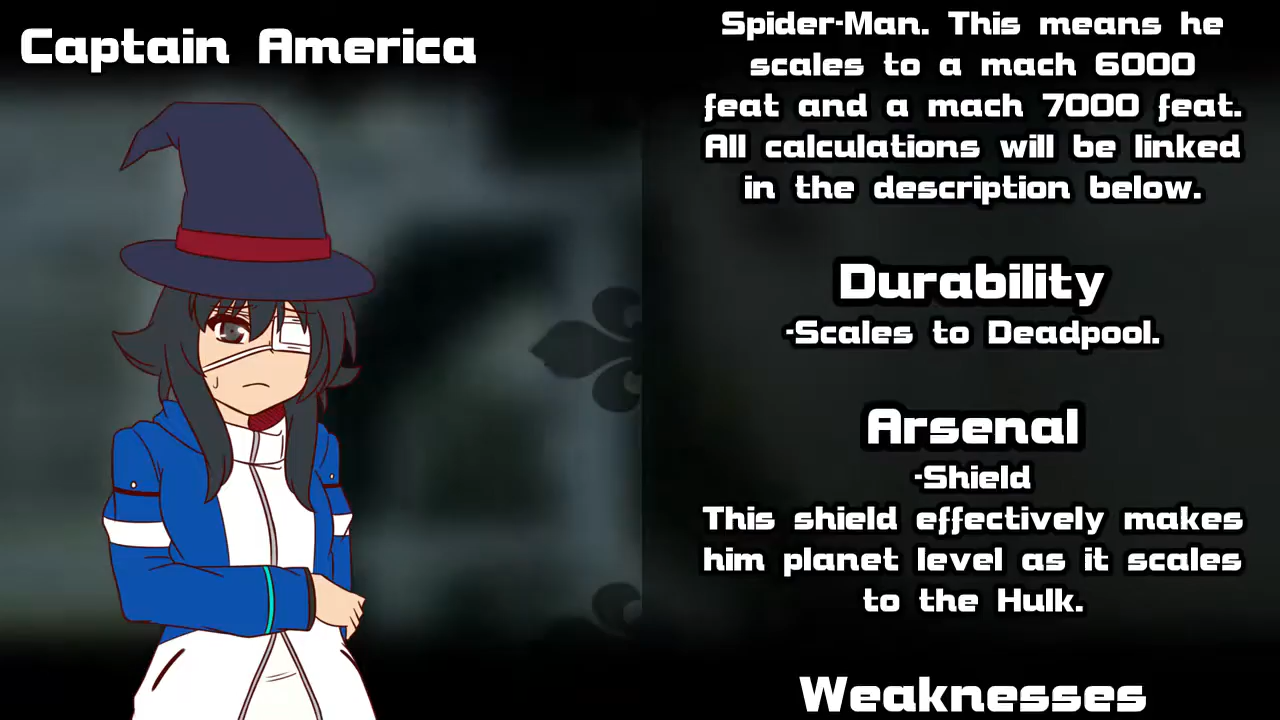 Captain America
Spider-Man. This means he
scales to a mach 6000
feat and a mach 7000 feat.
All calculations will be linked
in the description below.
Durability
-Scales to Deadpool.
Arsenal
-Shield
This shield effectively makes
him planet level as it scales
to the Hulk.
Weaknesses